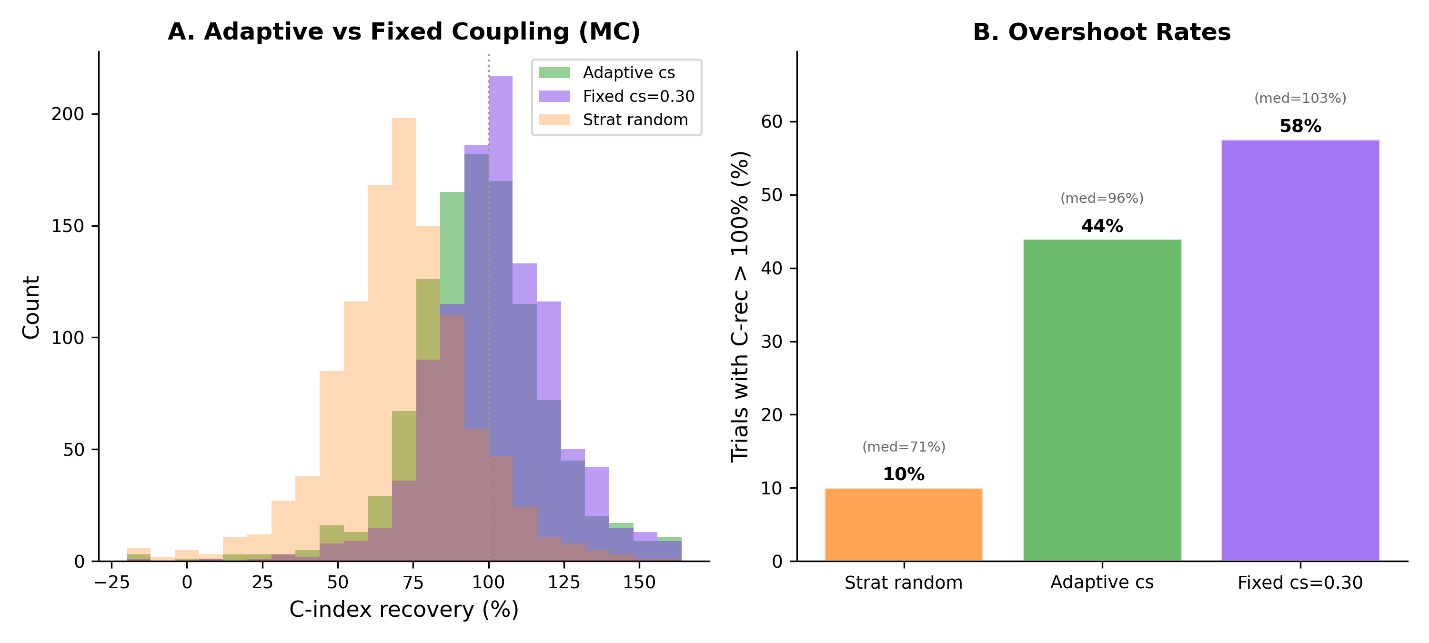 A. Adaptive vs Fixed Coupling (MC)
Adaptive cs
Fixed cs=0.30
Strat random
Count
200
150
100
50
0
−25 0 25 50 75 100 125 150
C-index recovery (%)
B. Overshoot Rates
Trials with C-rec > 100% (%)
60
50
40
30
20
10
0
(med=71%)
10%
(med=96%)
44%
(med=103%)
58%
Strat random Adaptive cs Fixed cs=0.30